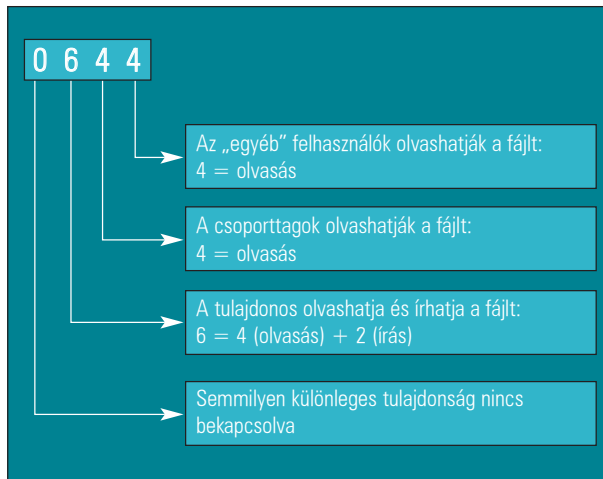 0 6 4 4
Az „egyéb” felhasználók olvashatják a fájlt:
4 = olvasás
A csoporttagok olvashatják a fájlt:
4 = olvasás
A tulajdonos olvashatja és írhatja a fájlt:
6 = 4 (olvasás) + 2 (írás)
Semmilyen különleges tulajdonság nincs
bekapcsolva